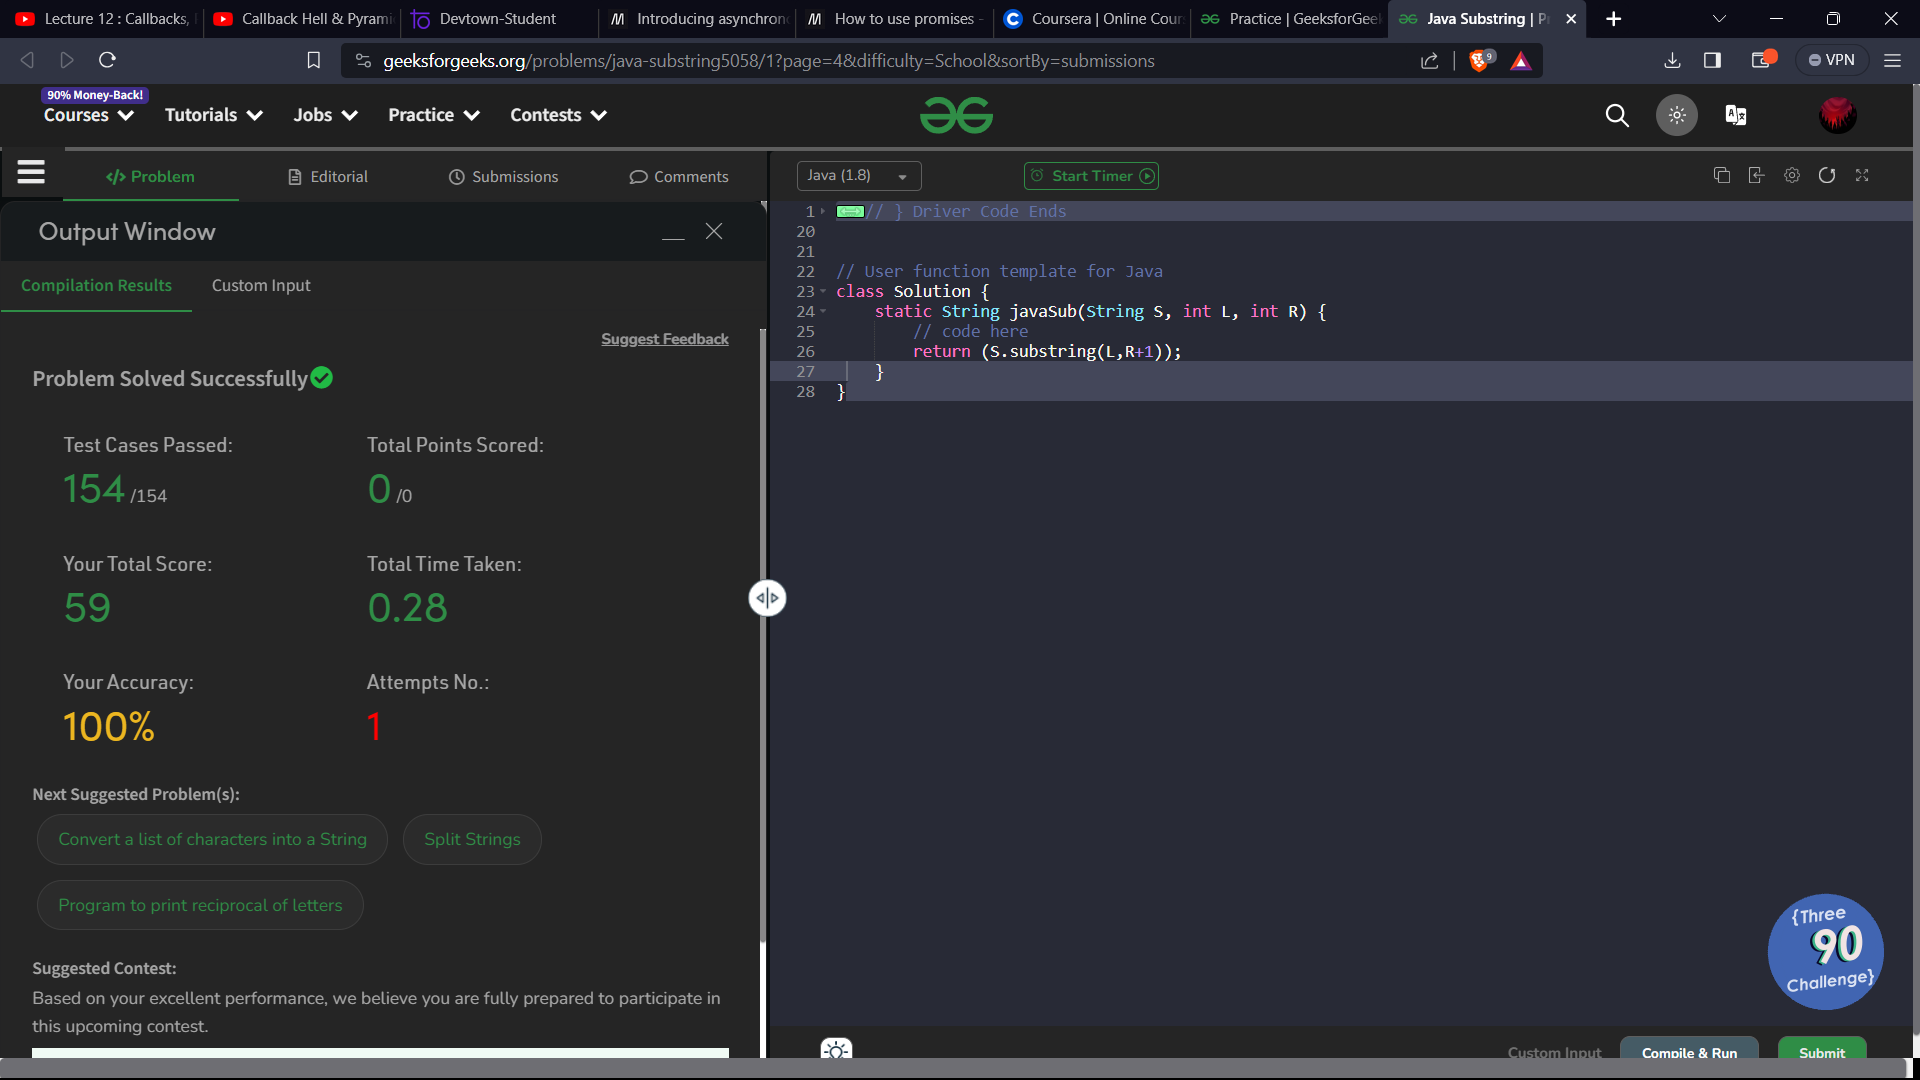 Lecture 12 : Callbacks,
Callback Hell & Pyrami
Devtown-Student
Introducing asynchron
How to use promises -
Coursera | Online Cour
Practice | GeeksforGeek
Java Substring | P
geeksforgeeks.org/problems/java-substring5058/1?page=4&difficulty=School&sortBy=submissions
9
VPN
90% Money-Back!
Courses
Tutorials
Jobs
Practice
Contests
</> Problem
Editorial
Submissions
Comments
Java (1.8)
Start Timer
Output Window
Compilation Results
Custom Input
Suggest Feedback
Problem Solved Successfully
Test Cases Passed:
154 /154
Total Points Scored:
0 /0
Your Total Score:
59
Total Time Taken:
0.28
Your Accuracy:
100%
Attempts No.:
1
Next Suggested Problem(s):
Convert a list of characters into a String
Split Strings
Program to print reciprocal of letters
Suggested Contest:
Based on your excellent performance, we believe you are fully prepared to participate in
this upcoming contest.
1 // } Driver Code Ends
20
21
22 // User function template for Java
23 class Solution {
24 static String javaSub(String S, int L, int R) {
25 // code here
26 return (S.substring(L,R+1));
27 }
28 }
{Three
90
Challenge}
Custom Input
Compile & Run
Submit